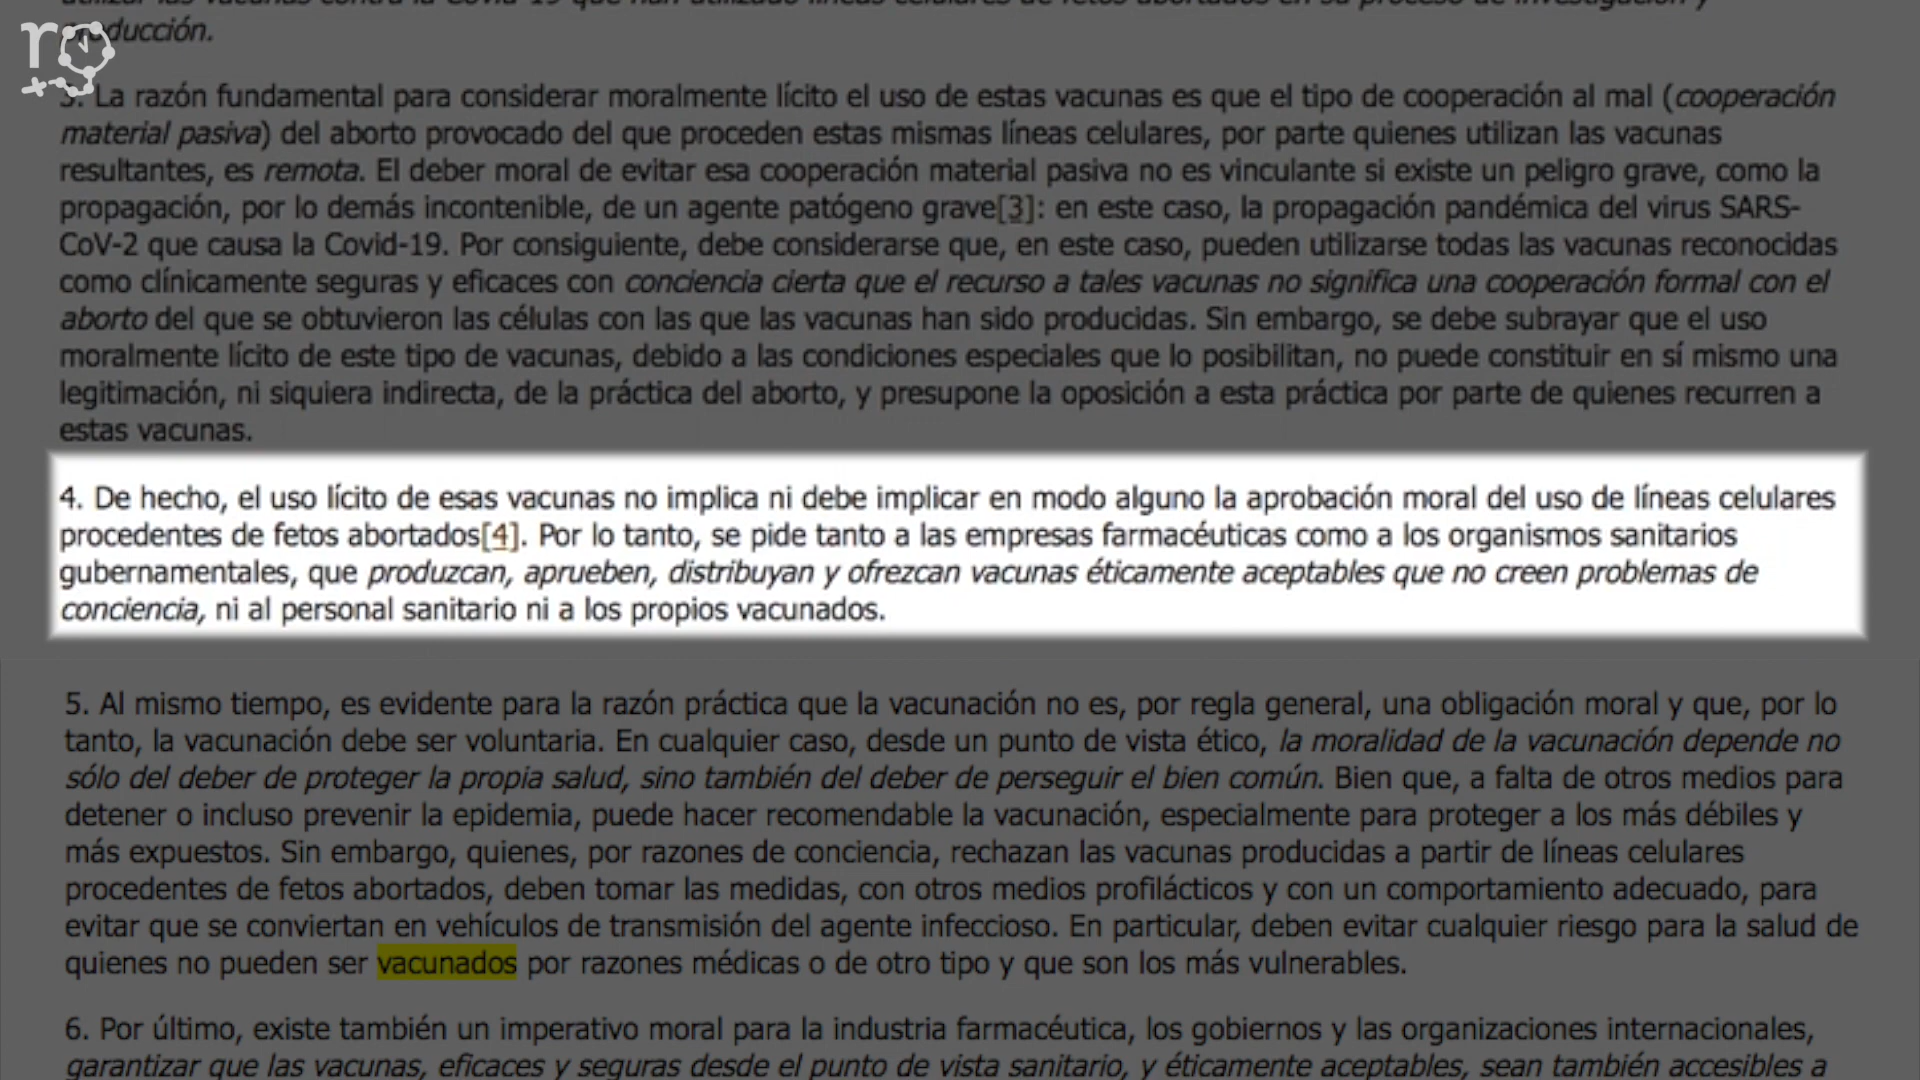 utilizar las vacunas contra la Covid-19 que han utilizado líneas celulares de fetos abortados en su proceso de investigación y
producción.
3. La razón fundamental para considerar moralmente lícito el uso de estas vacunas es que el tipo de cooperación al mal (cooperación
material pasiva) del aborto provocado del que proceden estas mismas líneas celulares, por parte quienes utilizan las vacunas
resultantes, es remota. El deber moral de evitar esa cooperación material pasiva no es vinculante si existe un peligro grave, como la
propagación, por lo demás incontenible, de un agente patógeno grave[3]: en este caso, la propagación pandémica del virus SARS-
CoV-2 que causa la Covid-19. Por consiguiente, debe considerarse que, en este caso, pueden utilizarse todas las vacunas reconocidas
como clínicamente seguras y eficaces con conciencia cierta que el recurso a tales vacunas no significa una cooperación formal con el
aborto del que se obtuvieron las células con las que las vacunas han sido producidas. Sin embargo, se debe subrayar que el uso
moralmente lícito de este tipo de vacunas, debido a las condiciones especiales que lo posibilitan, no puede constituir en sí mismo una
legitimación, ni siquiera indirecta, de la práctica del aborto, y presupone la oposición a esta práctica por parte de quienes recurren a
estas vacunas.
4. De hecho, el uso lícito de esas vacunas no implica ni debe implicar en modo alguno la aprobación moral del uso de líneas celulares
procedentes de fetos abortados[4]. Por lo tanto, se pide tanto a las empresas farmacéuticas como a los organismos sanitarios
gubernamentales, que produzcan, aprueben, distribuyan y ofrezcan vacunas éticamente aceptables que no creen problemas de
conciencia, ni al personal sanitario ni a los propios vacunados.
5. Al mismo tiempo, es evidente para la razón práctica que la vacunación no es, por regla general, una obligación moral y que, por lo
tanto, la vacunación debe ser voluntaria. En cualquier caso, desde un punto de vista ético, la moralidad de la vacunación depende no
sólo del deber de proteger la propia salud, sino también del deber de perseguir el bien común. Bien que, a falta de otros medios para
detener o incluso prevenir la epidemia, puede hacer recomendable la vacunación, especialmente para proteger a los más débiles y
más expuestos. Sin embargo, quienes, por razones de conciencia, rechazan las vacunas producidas a partir de líneas celulares
procedentes de fetos abortados, deben tomar las medidas, con otros medios profilácticos y con un comportamiento adecuado, para
evitar que se conviertan en vehículos de transmisión del agente infeccioso. En particular, deben evitar cualquier riesgo para la salud de
quienes no pueden ser vacunados por razones médicas o de otro tipo y que son los más vulnerables.
6. Por último, existe también un imperativo moral para la industria farmacéutica, los gobiernos y las organizaciones internacionales,
garantizar que las vacunas, eficaces y seguras desde el punto de vista sanitario, y éticamente aceptables, sean también accesibles a